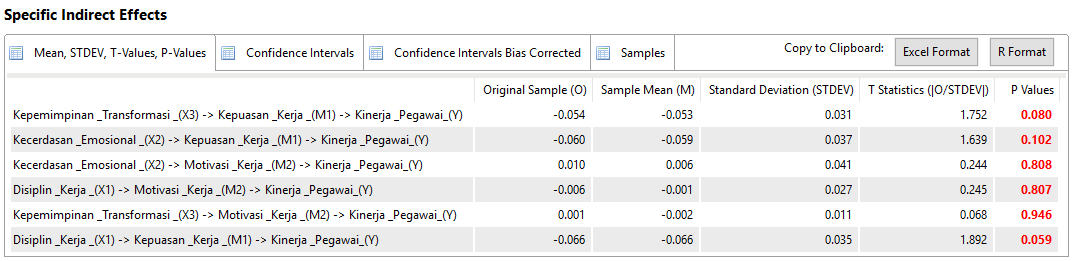 Specific Indirect Effects
Mean, STDEV, T-Values, P-Values Confidence Intervals Confidence Intervals Bias Corrected Samples Copy to Clipboard: Excel Format R Format
Original Sample (O) Sample Mean (M) Standard Deviation (STDEV) T Statistics (|O/STDEV|) P Values
Kepemimpinan _Transformasi _(X3) -> Kepuasan _Kerja _(M1) -> Kinerja _Pegawai_(Y) -0.054 -0.053 0.031 1.752 0.080
Kecerdasan _Emosional _(X2) -> Kepuasan _Kerja _(M1) -> Kinerja _Pegawai_(Y) -0.060 -0.059 0.037 1.639 0.102
Kecerdasan _Emosional _(X2) -> Motivasi _Kerja _(M2) -> Kinerja _Pegawai_(Y) 0.010 0.006 0.041 0.244 0.808
Disiplin _Kerja _(X1) -> Motivasi _Kerja _(M2) -> Kinerja _Pegawai_(Y) -0.006 -0.001 0.027 0.245 0.807
Kepemimpinan _Transformasi _(X3) -> Motivasi _Kerja _(M2) -> Kinerja _Pegawai_(Y) 0.001 -0.002 0.011 0.068 0.946
Disiplin _Kerja _(X1) -> Kepuasan _Kerja _(M1) -> Kinerja _Pegawai_(Y) -0.066 -0.066 0.035 1.892 0.059